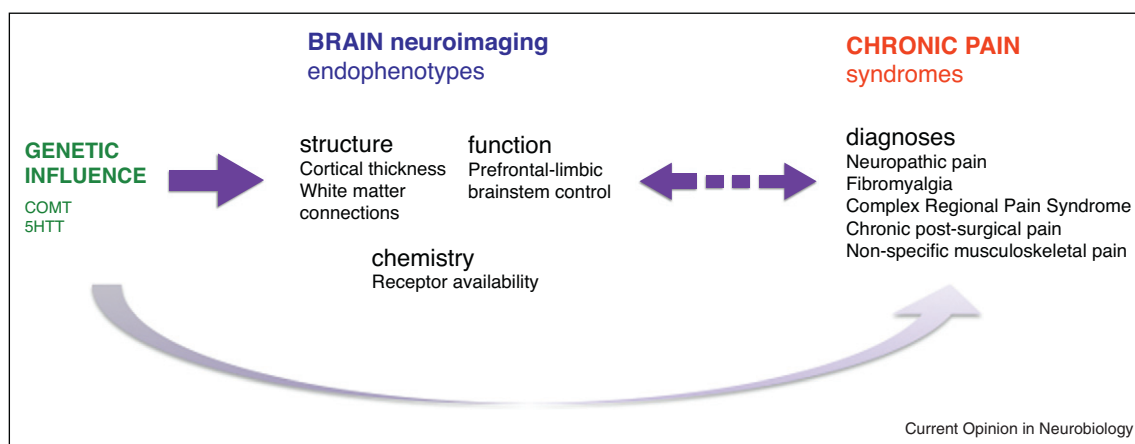 BRAIN neuroimaging
endophenotypes
CHRONIC PAIN
syndromes
GENETIC
INFLUENCE
COMT
5HTT
structure
Cortical thickness
White matter
connections
function
Prefrontal-limbic
brainstem control
chemistry
Receptor availability
diagnoses
Neuropathic pain
Fibromyalgia
Complex Regional Pain Syndrome
Chronic post-surgical pain
Non-specific musculoskeletal pain
Current Opinion in Neurobiology